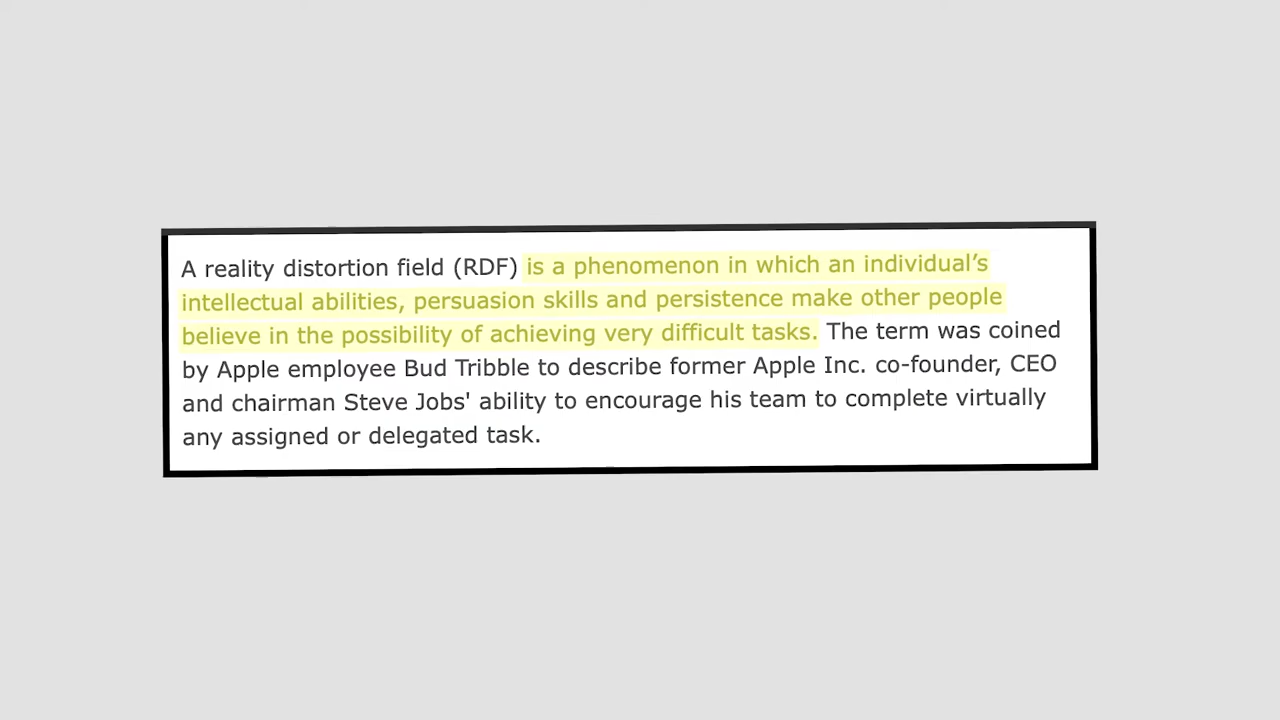 A reality distortion field (RDF) is a phenomenon in which an individual’s
intellectual abilities, persuasion skills and persistence make other people
believe in the possibility of achieving very difficult tasks. The term was coined
by Apple employee Bud Tribble to describe former Apple Inc. co-founder, CEO
and chairman Steve Jobs' ability to encourage his team to complete virtually
any assigned or delegated task.